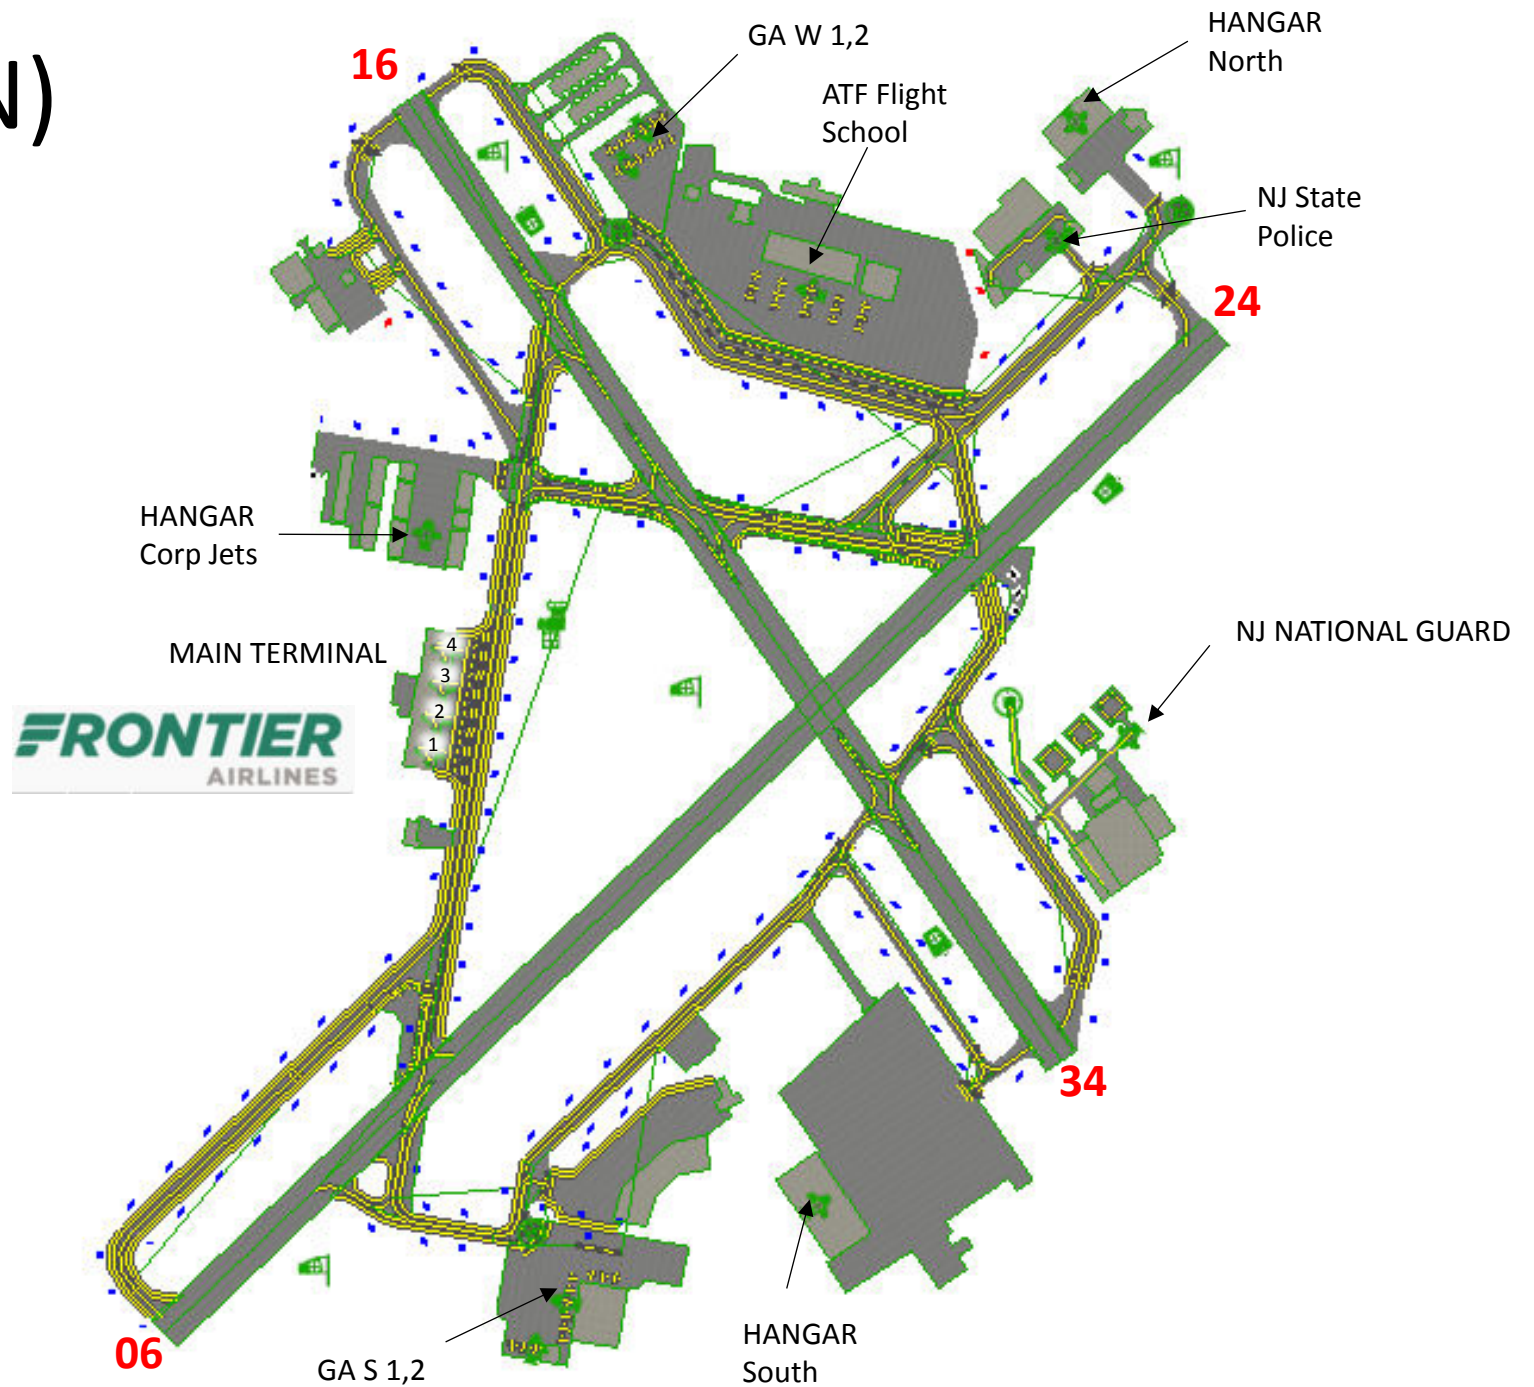 N)
16
GA W 1,2
HANGAR
North
ATF Flight
School
NJ State
Police
24
HANGAR
Corp Jets
MAIN TERMINAL
4
3
2
1
NJ NATIONAL GUARD
FRONTIER
AIRLINES
34
06
GA S 1,2
HANGAR
South